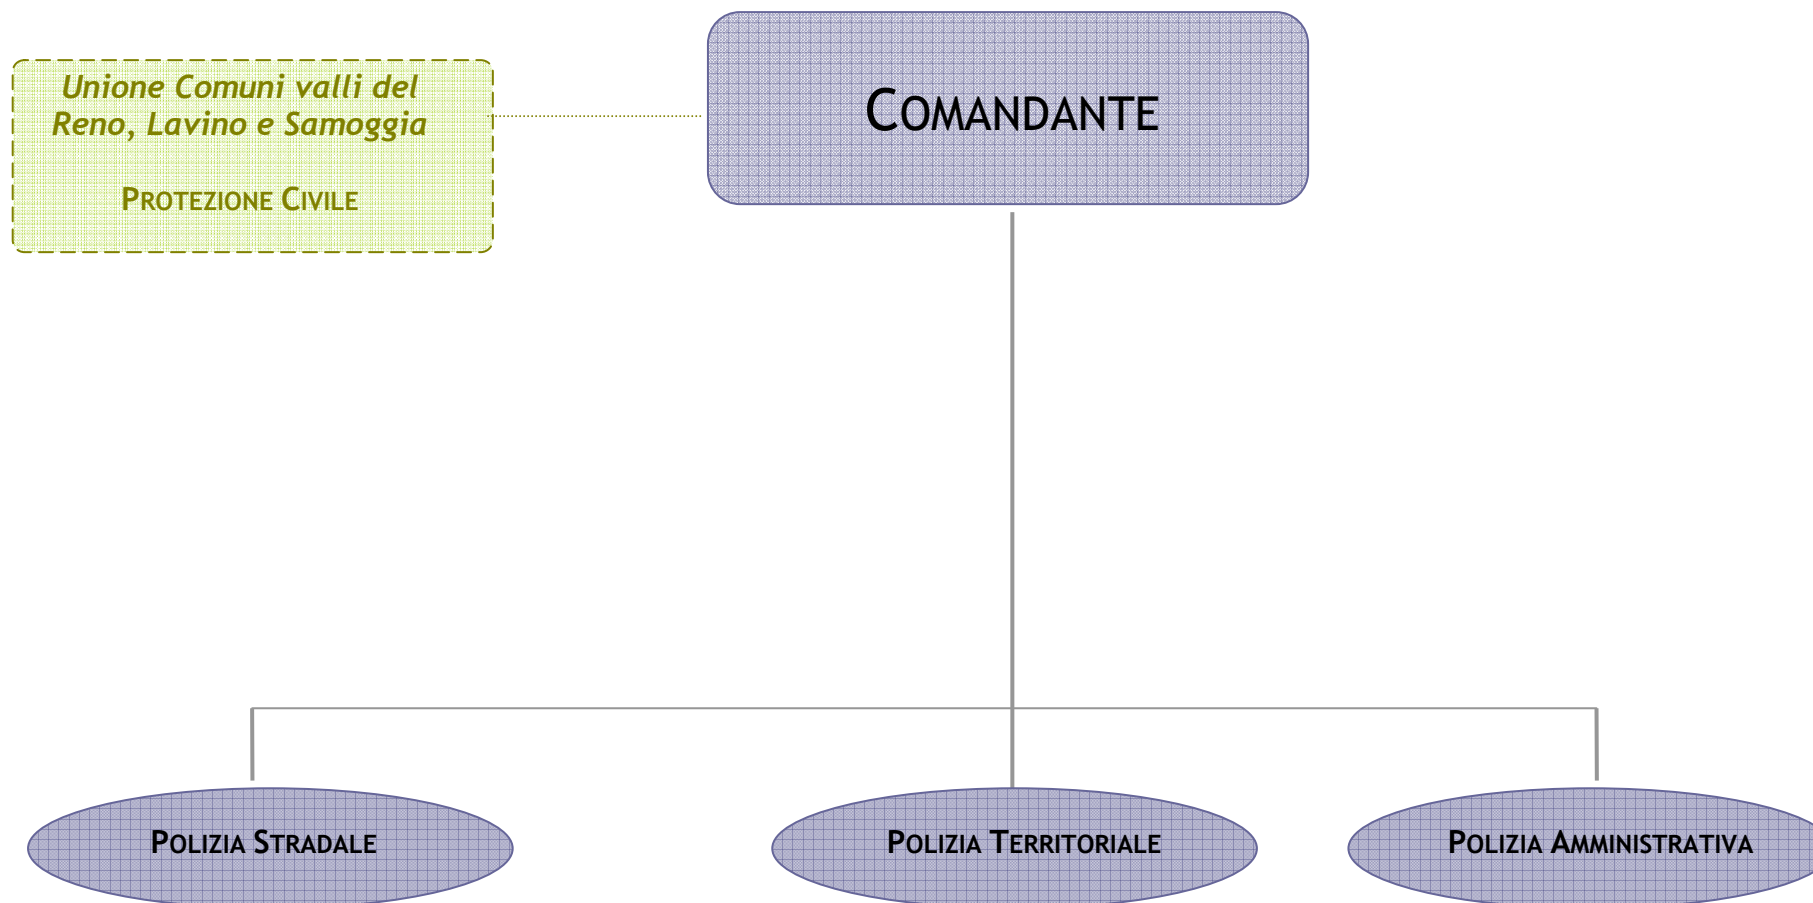 Unione Comuni valli del
Reno, Lavino e Samoggia
PROTEZIONE CIVILE
COMANDANTE
POLIZIA STRADALE
POLIZIA TERRITORIALE
POLIZIA AMMINISTRATIVA